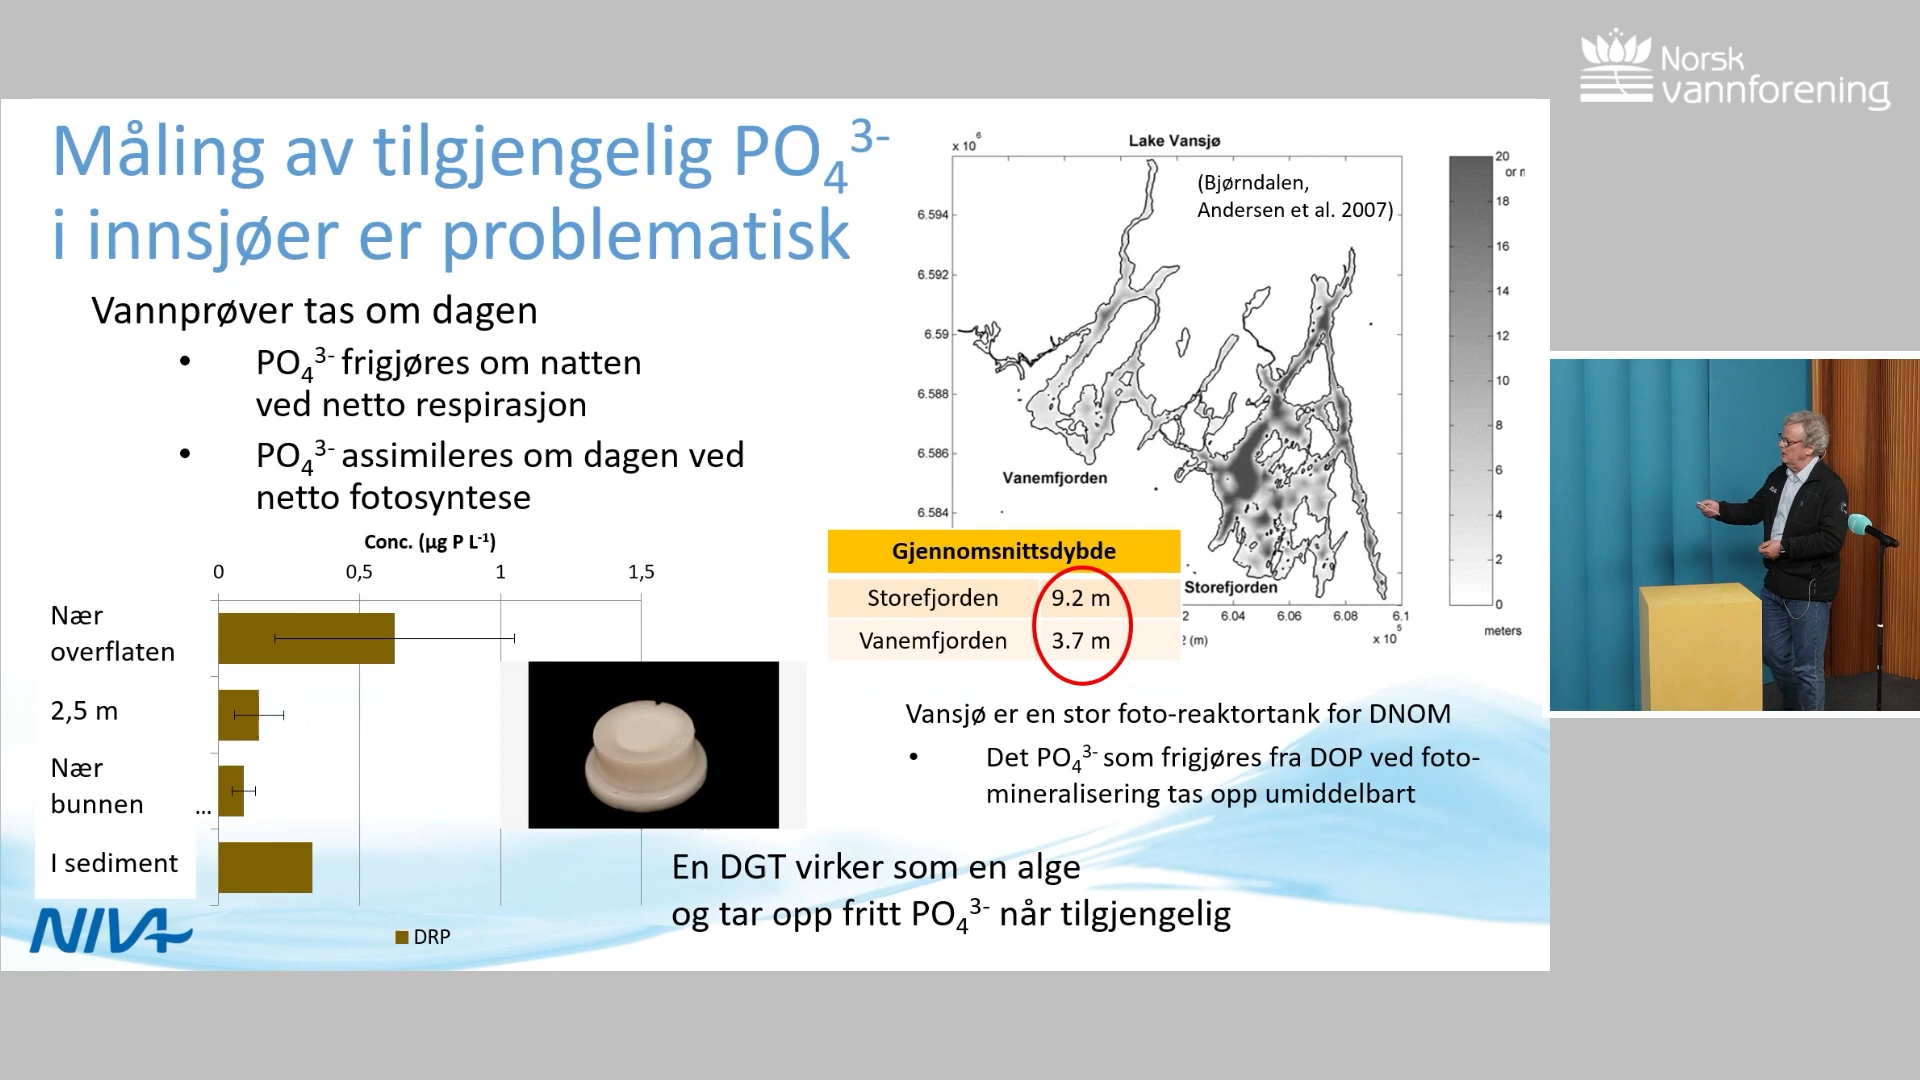 Norsk
vannforening
Måling av tilgjengelig PO₄³⁻
i innsjøer er problematisk
Vannprøver tas om dagen
• PO₄³⁻ frigjøres om natten
ved netto respirasjon
• PO₄³⁻ assimileres om dagen ved
netto fotosyntese
Conc. (µg P L⁻¹)
0 0,5 1 1,5
Nær
overflaten
2,5 m
Nær
bunnen ...
I sediment
DRP
NIVA
Lake Vansjø
x 10⁶
(Bjørndalen,
Andersen et al. 2007)
6.594
6.592
6.59
6.588
6.586
6.584
Vanemfjorden
Storefjorden
2 6.04 6.06 6.08 6.1
2 (m) x 10⁵
20
or
18
16
14
12
10
8
6
4
2
0
meters
Gjennomsnittsdybde
Storefjorden 9.2 m
Vanemfjorden 3.7 m
Vansjø er en stor foto-reaktortank for DNOM
• Det PO₄³⁻ som frigjøres fra DOP ved foto-
mineralisering tas opp umiddelbart
En DGT virker som en alge
og tar opp fritt PO₄³⁻ når tilgjengelig